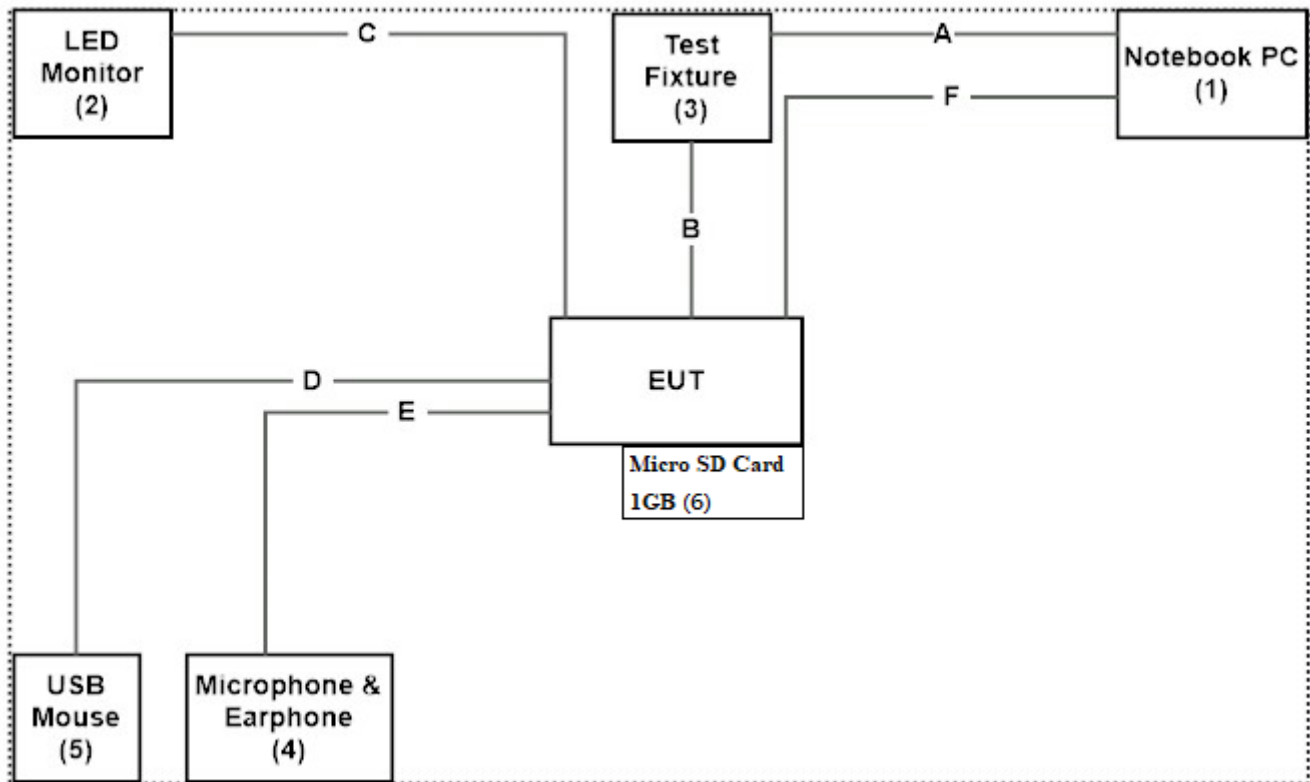 LED
Monitor
(2)
C
Test
Fixture
(3)
A
Notebook PC
(1)
F
B
EUT
D
E
Micro SD Card
1GB (6)
USB
Mouse
(5)
Microphone &
Earphone
(4)